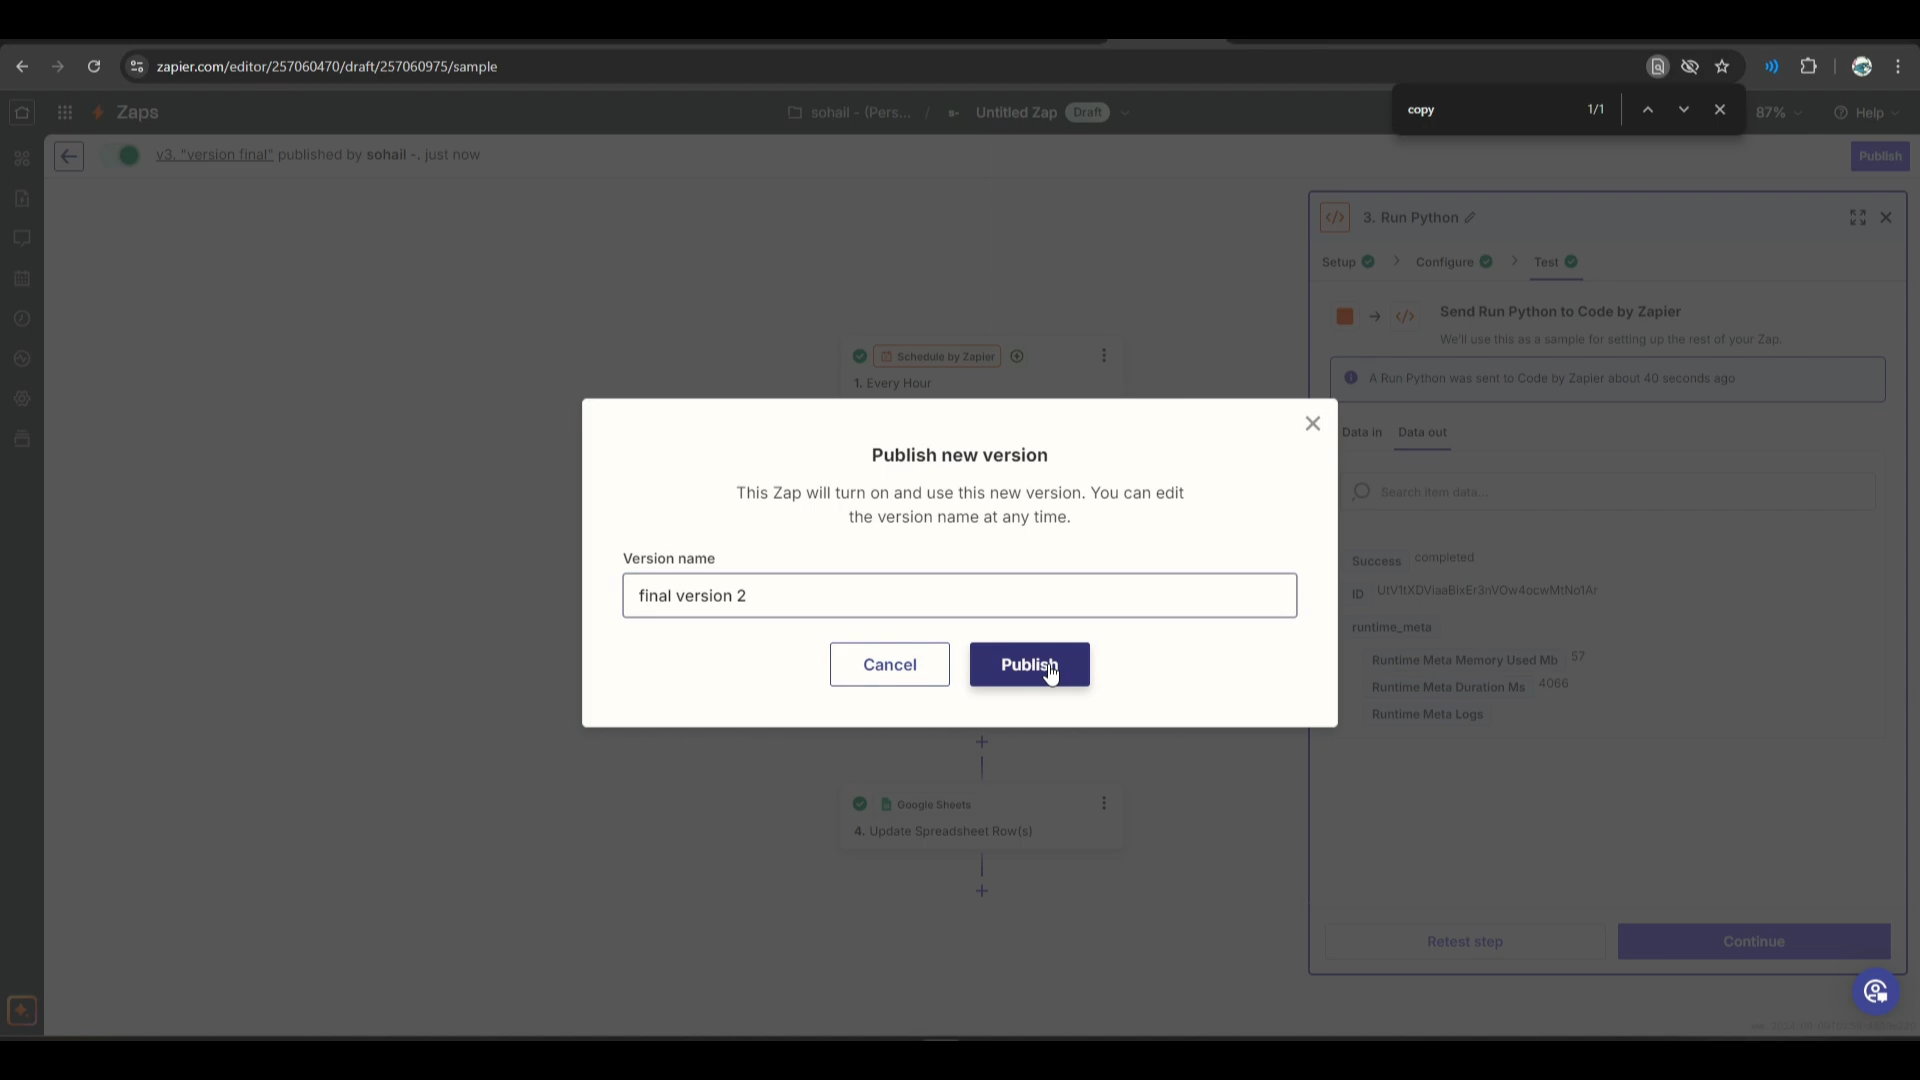 zapier.com/editor/257060470/draft/257060975/sample
copy
1/1
Zaps
sohail - (Pers... / s- Untitled Zap Draft
87%
Help
v3. "version final" published by sohail -, just now
Publish
3. Run Python
Setup
Configure
Test
Send Run Python to Code by Zapier
We'll use this as a sample for setting up the rest of your Zap.
A Run Python was sent to Code by Zapier about 40 seconds ago
Data in
Data out
Search item data...
Success completed
ID
runtime_meta
Runtime Meta Memory Used Mb 57
Runtime Meta Duration Ms 4066
Runtime Meta Logs
Retest step
Continue
Schedule by Zapier
1. Every Hour
Publish new version
This Zap will turn on and use this new version. You can edit
the version name at any time.
Version name
final version 2
Cancel
Publish
Google Sheets
4. Update Spreadsheet Row(s)